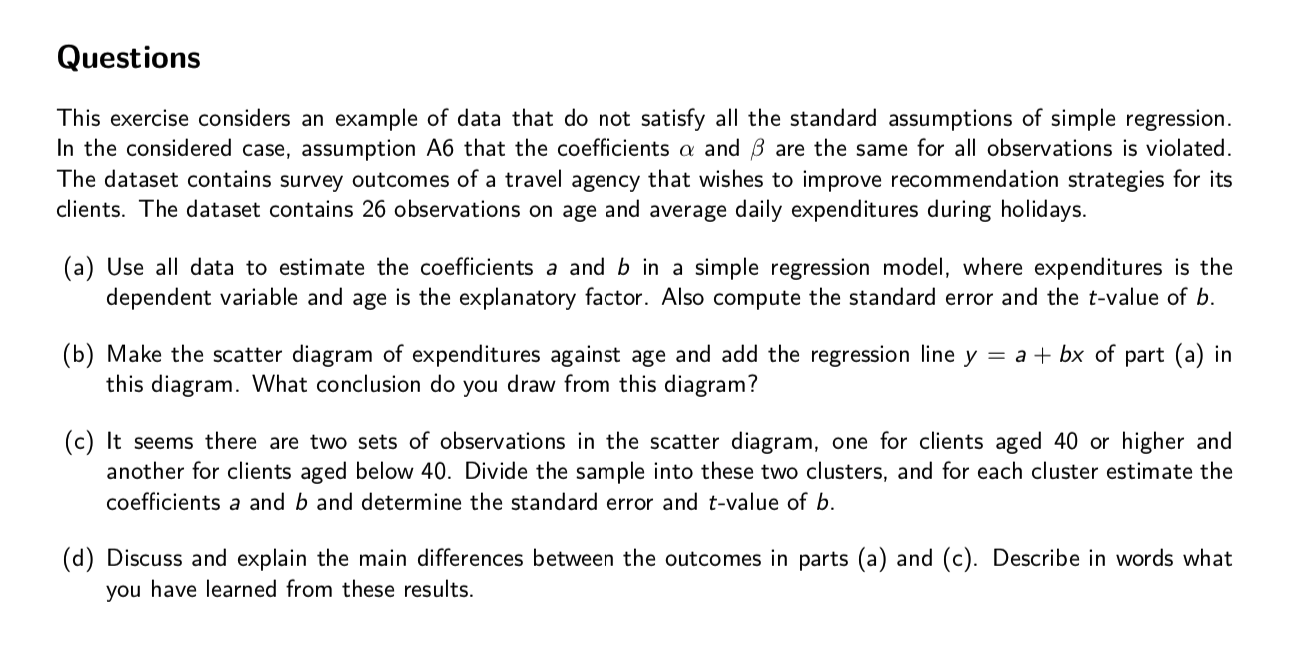 Questions
This exercise considers an example of data that do not satisfy all the standard assumptions of simple regression.
In the considered case, assumption A6 that the coefficients α and β are the same for all observations is violated.
The dataset contains survey outcomes of a travel agency that wishes to improve recommendation strategies for its
clients. The dataset contains 26 observations on age and average daily expenditures during holidays.
(a) Use all data to estimate the coefficients a and b in a simple regression model, where expenditures is the
dependent variable and age is the explanatory factor. Also compute the standard error and the t-value of b.
(b) Make the scatter diagram of expenditures against age and add the regression line y = a + bx of part (a) in
this diagram. What conclusion do you draw from this diagram?
(c) It seems there are two sets of observations in the scatter diagram, one for clients aged 40 or higher and
another for clients aged below 40. Divide the sample into these two clusters, and for each cluster estimate the
coefficients a and b and determine the standard error and t-value of b.
(d) Discuss and explain the main differences between the outcomes in parts (a) and (c). Describe in words what
you have learned from these results.